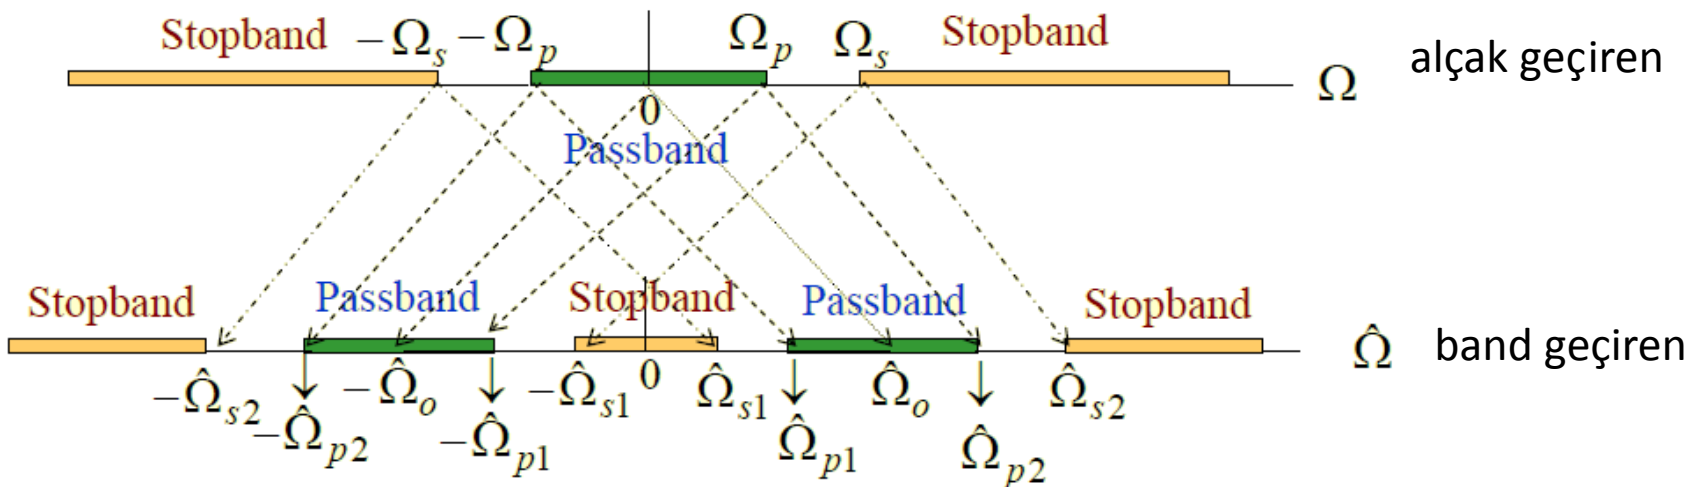 Stopband −Ωs −Ωp Ωp Ωs Stopband
alçak geçiren
0 Ω
Passband
Stopband Passband Stopband Passband Stopband
Ω̂ band geçiren
−Ω̂s2 −Ω̂o −Ω̂s1 0 Ω̂s1 Ω̂o Ω̂s2
−Ω̂p2 −Ω̂p1 Ω̂p1 Ω̂p2